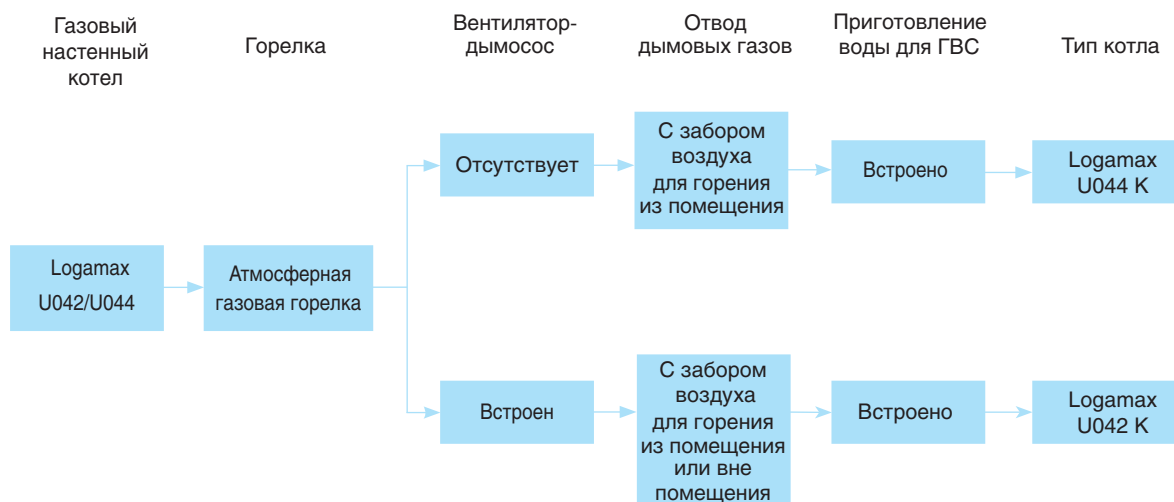 Газовый
настенный
котел
Горелка
Вентилятор-
дымосос
Отвод
дымовых газов
Приготовление
воды для ГВС
Тип котла
Logamax
U042/U044
Атмосферная
газовая горелка
Отсутствует
С забором
воздуха
для горения
из помещения
Встроено
Logamax
U044 K
Встроен
С забором
воздуха
для горения
из помещения
или вне
помещения
Встроено
Logamax
U042 K